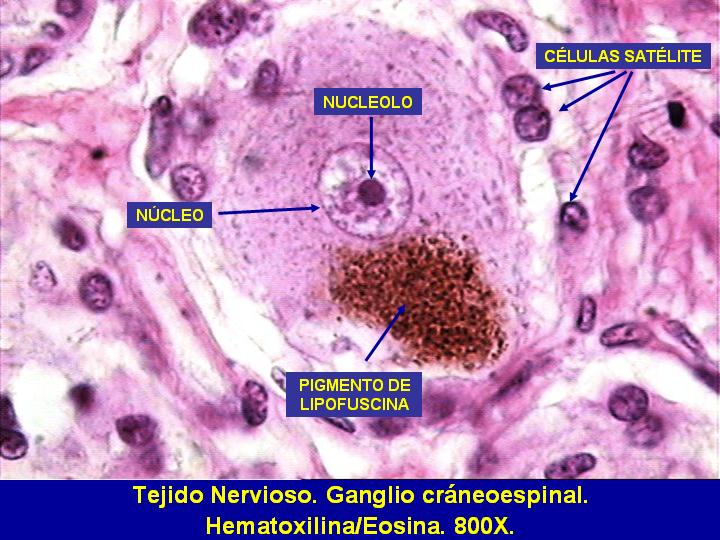 CÉLULAS SATÉLITE
NUCLEOLO
NÚCLEO
PIGMENTO DE
LIPOFUSCINA
Tejido Nervioso. Ganglio cráneoespinal.
Hematoxilina/Eosina. 800X.